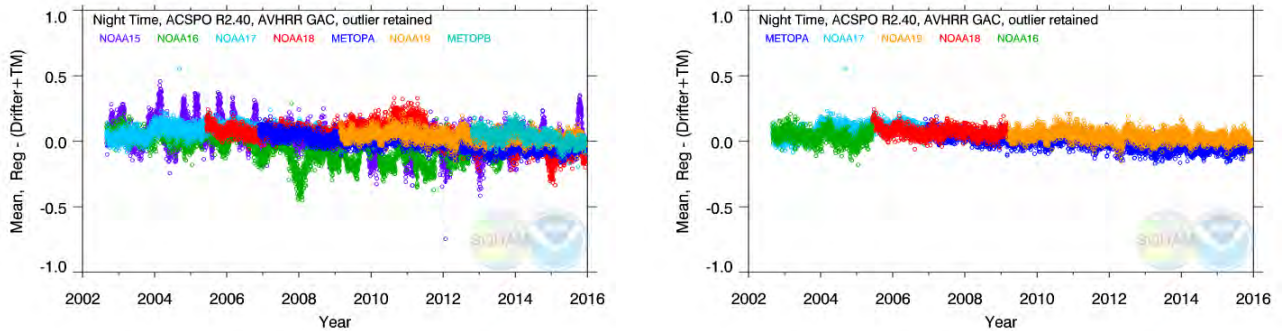 Night Time, ACSPO R2.40, AVHRR GAC, outlier retained
NOAA15 NOAA16 NOAA17 NOAA18 METOPA NOAA19 METOPB
Mean, Reg - (Drifter+TM)
1.0
0.5
0.0
-0.5
-1.0
2002 2004 2006 2008 2010 2012 2014 2016
Year
Night Time, ACSPO R2.40, AVHRR GAC, outlier retained
METOPA NOAA17 NOAA19 NOAA18 NOAA16
Mean, Reg - (Drifter+TM)
1.0
0.5
0.0
-0.5
-1.0
2002 2004 2006 2008 2010 2012 2014 2016
Year